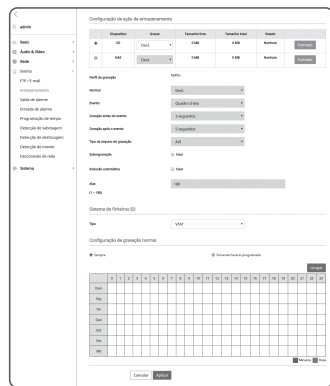 Configuração de ação de armazenamento
admin
Dispositivo Gravar Tamanho livre Tamanho total Estado
Basic
SD Desl. 0 MB 0 MB Nenhum Formato
Áudio & Vídeo
NAS Desl. 0 MB 0 MB Nenhum Formato
Rede
Evento
Perfil de gravação MJPEG
FTP / E-mail
Normal Desl.
Armazenamento
Saída de alarme
Evento Quadro chave
Entrada de alarme
Duração antes do evento 3 segundos
Programação de tempo
Detecção de sabotagem
Duração após o evento 5 segundos
Detecção de desfocagem
Tipo de arquivo de gravação AVI
Detecção de movim.
Desconexão da rede
Sobregravação Usar
Sistema
Exclusão automática Usar
dias 180
(1 ~ 180)
Sistema de ficheiros SD
Tipo VFAT
Configuração de gravação normal
Sempre Somente horário programado
Limpar
0 1 2 3 4 5 6 7 8 9 10 11 12 13 14 15 16 17 18 19 20 21 22 23
Dom
Seg
Ter
Qua
Qui
Sex
Sáb
Minutos Hora
Cancelar Aplicar